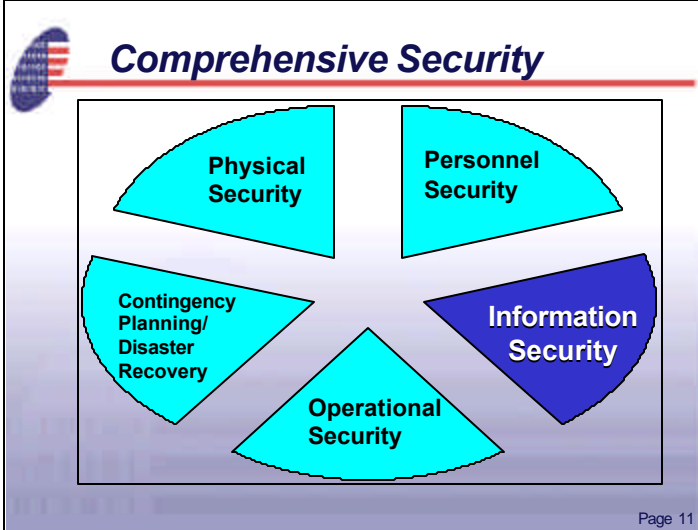 Comprehensive Security
Physical
Security
Personnel
Security
Contingency
Planning/
Disaster
Recovery
Information
Security
Operational
Security
Page 11